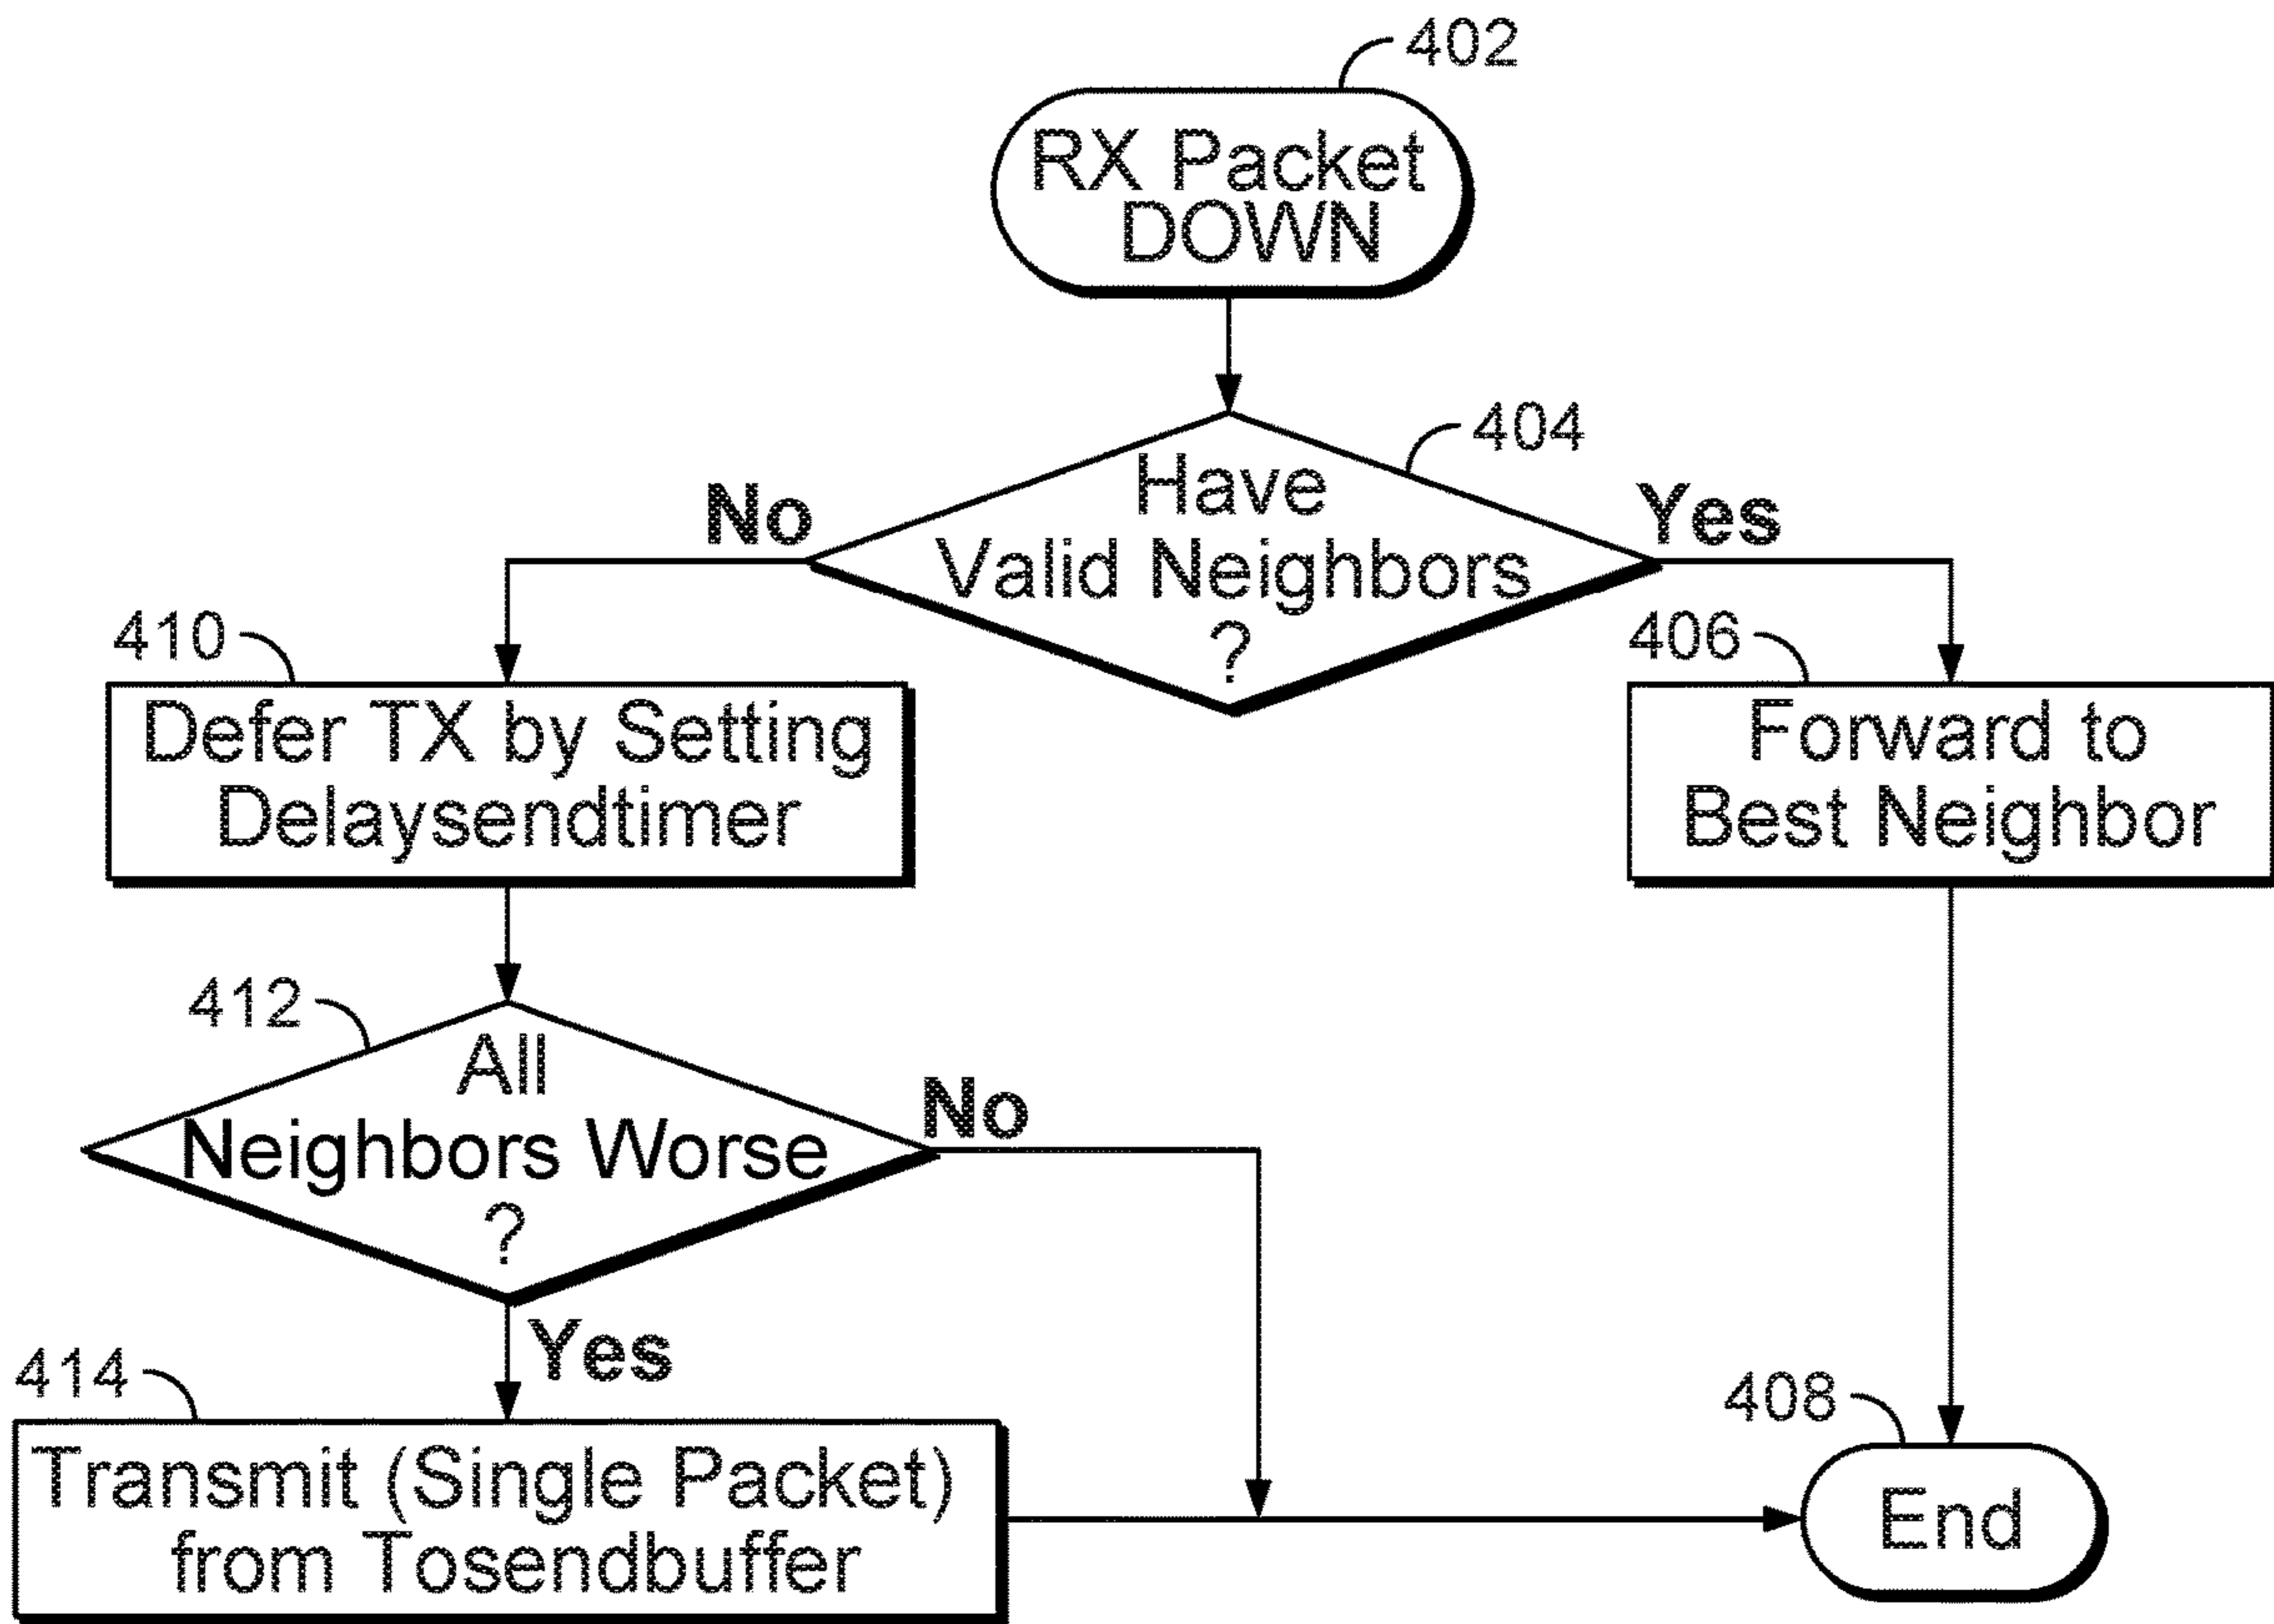 402
RX Packet
DOWN
404
Have
Valid Neighbors
?
No
Yes
410
Defer TX by Setting
Delaysendtimer
406
Forward to
Best Neighbor
412
All
Neighbors Worse
?
No
Yes
414
Transmit (Single Packet)
from Tosendbuffer
408
End